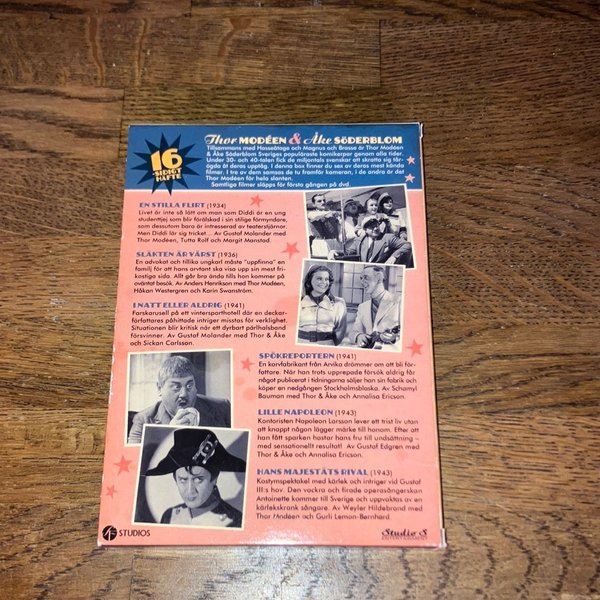 16
-SIDIGT
HÄFTE
Thor MODÉEN & Åke SÖDERBLOM
Tillsammans med Hasseåtage och Magnus och Brasse är Thor Modéen
& Åke Söderblom Sveriges populäraste komikerpar genom alla tider.
Under 30- och 40-talen fick de miljontals svenskar att skratta sig får-
ögda åt deras upptåg. I denna box finner du sex av deras mest kända
filmer. I tre av dem samsas de tu framför kameran, i de andra är det
Thor Modéen för hela slanten.
Samtliga filmer släpps för första gången på dvd.
EN STILLA FLIRT (1934)
Livet är inte så lätt om man som Diddi är en ung
studenttjej som blir förälskad i sin stilige förmyndare,
som dessutom bara är intresserad av teaterstjärnor.
Men Diddi lär sig tricket... Av Gustaf Molander med
Thor Modéen, Tutta Rolf och Margit Manstad.
SLÄKTEN ÄR VÄRST (1936)
En advokat och tillika ungkarl måste "uppfinna" en
familj för att hans arvtant ska visa upp sin mest fri-
kostiga sida. Allt går bra ända tills hon kommer på
oväntat besök. Av Anders Henrikson med Thor Modéen,
Håkan Westergren och Karin Swanström.
I NATT ELLER ALDRIG (1941)
Farskarusell på ett vintersporthotell där en deckar-
författares påhittade intriger misstas för verklighet.
Situationen blir kritisk när ett dyrbart pärlhalsband
försvinner. Av Gustaf Molander med Thor & Åke
och Sickan Carlsson.
SPÖKREPORTERN (1941)
En korvfabrikant från Arvika drömmer om att bli för-
fattare. När han trots upprepade försök aldrig får
något publicerat i tidningarna säljer han sin fabrik och
köper en nedgången Stockholmsblaska. Av Schamyl
Bauman med Thor & Åke och Annalisa Ericson.
LILLE NAPOLEON (1943)
Kontoristen Napoleon Larsson lever ett trist liv utan
att knappt någon lägger märke till honom. Efter att
han fått sparken hastar hans fru till undsättning –
med sensationellt resultat! Av Gustaf Edgren med
Thor & Åke och Annalisa Ericson.
HANS MAJESTÄTS RIVAL (1943)
Kostymspektakel med kärlek och intriger vid Gustaf
III:s hov. Den vackra och firade operasångerskan
Antoinette kommer till Sverige och uppvaktas av en
kärlekskrank sångare. Av Weyler Hildebrand med
Thor Modéen och Gurli Leman-Bernhard.
STUDIOS
Studio S
ENTERTAINMENT